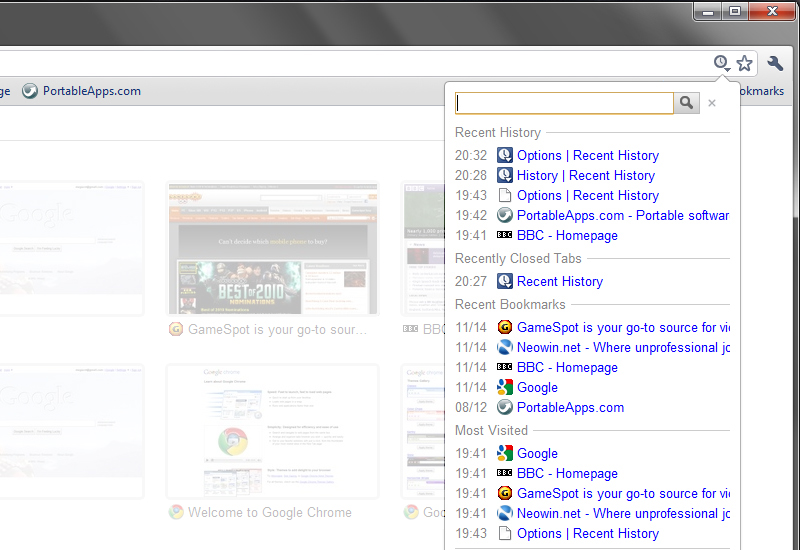 ge PortableApps.com okmarks
Recent History
20:32 Options | Recent History
20:28 History | Recent History
19:43 Options | Recent History
19:42 PortableApps.com - Portable softwar
19:41 BBC - Homepage
Recently Closed Tabs
20:27 Recent History
Recent Bookmarks
11/14 GameSpot is your go-to source for vi
11/14 Neowin.net - Where unprofessional jo
11/14 BBC - Homepage
11/14 Google
08/12 PortableApps.com
Most Visited
19:41 Google
19:41 BBC - Homepage
19:41 GameSpot is your go-to source for vi
19:41 Neowin.net - Where unprofessional jo
19:43 Options | Recent History
Google
Can't decide which mobile phone to buy?
BEST OF 2010
NOMINATIONS
GameSpot is your go-to sour...
BBC
BB
Google
Google chrome
Welcome to Google Chrome
Goo